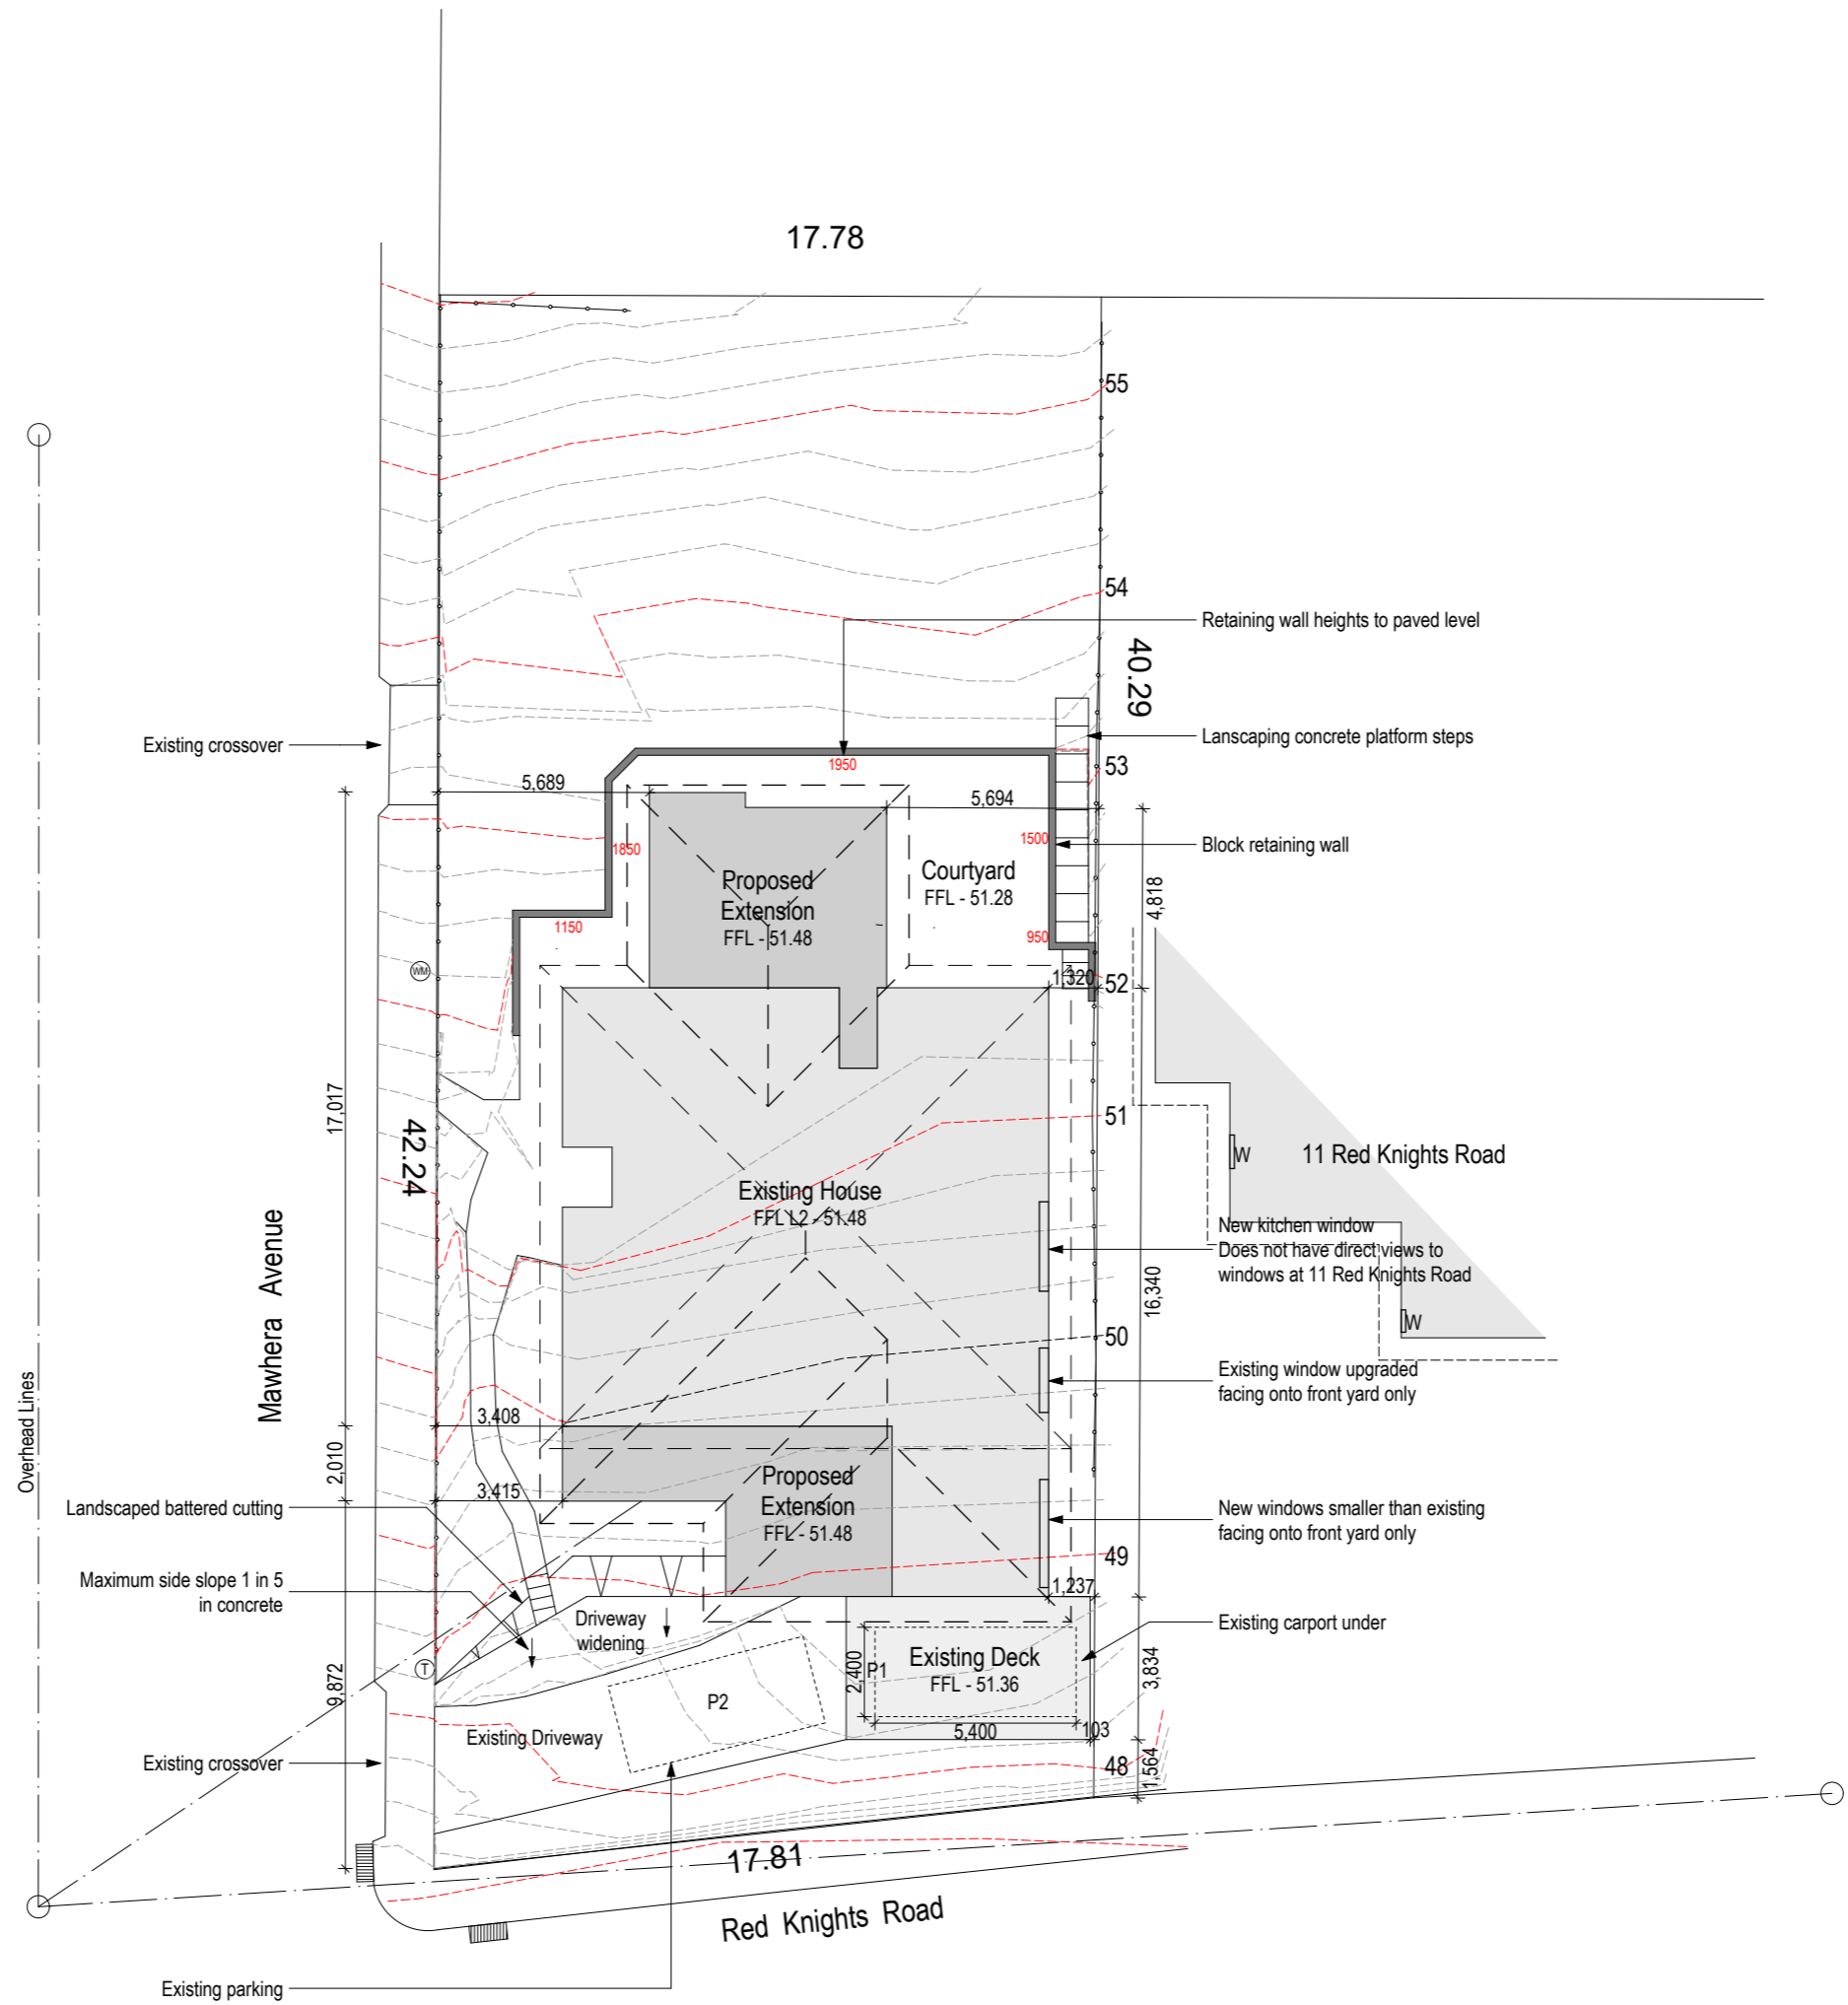 17.78
55
54
Retaining wall heights to paved level
40.29
Existing crossover
Lanscaping concrete platform steps
53
1950
5,689
5,694
1850
1500
Block retaining wall
Proposed
Extension
FFL - 51.48
Courtyard
FFL - 51.28
4,818
1150
950
WM
1,320
52
17,017
42.24
51
W
11 Red Knights Road
Existing House
FFL L2 - 51.48
Mawhera Avenue
New kitchen window
Does not have direct views to
windows at 11 Red Knights Road
16,340
W
50
Overhead Lines
Existing window upgraded
facing onto front yard only
3,408
2,010
Proposed
Extension
FFL - 51.48
3,415
Landscaped battered cutting
New windows smaller than existing
facing onto front yard only
49
Maximum side slope 1 in 5
in concrete
1,237
Driveway
widening
Existing carport under
T
9,872
2,400
P1
Existing Deck
FFL - 51.36
3,834
P2
5,400
103
Existing Driveway
Existing crossover
48
1,564
17.81
Red Knights Road
Existing parking